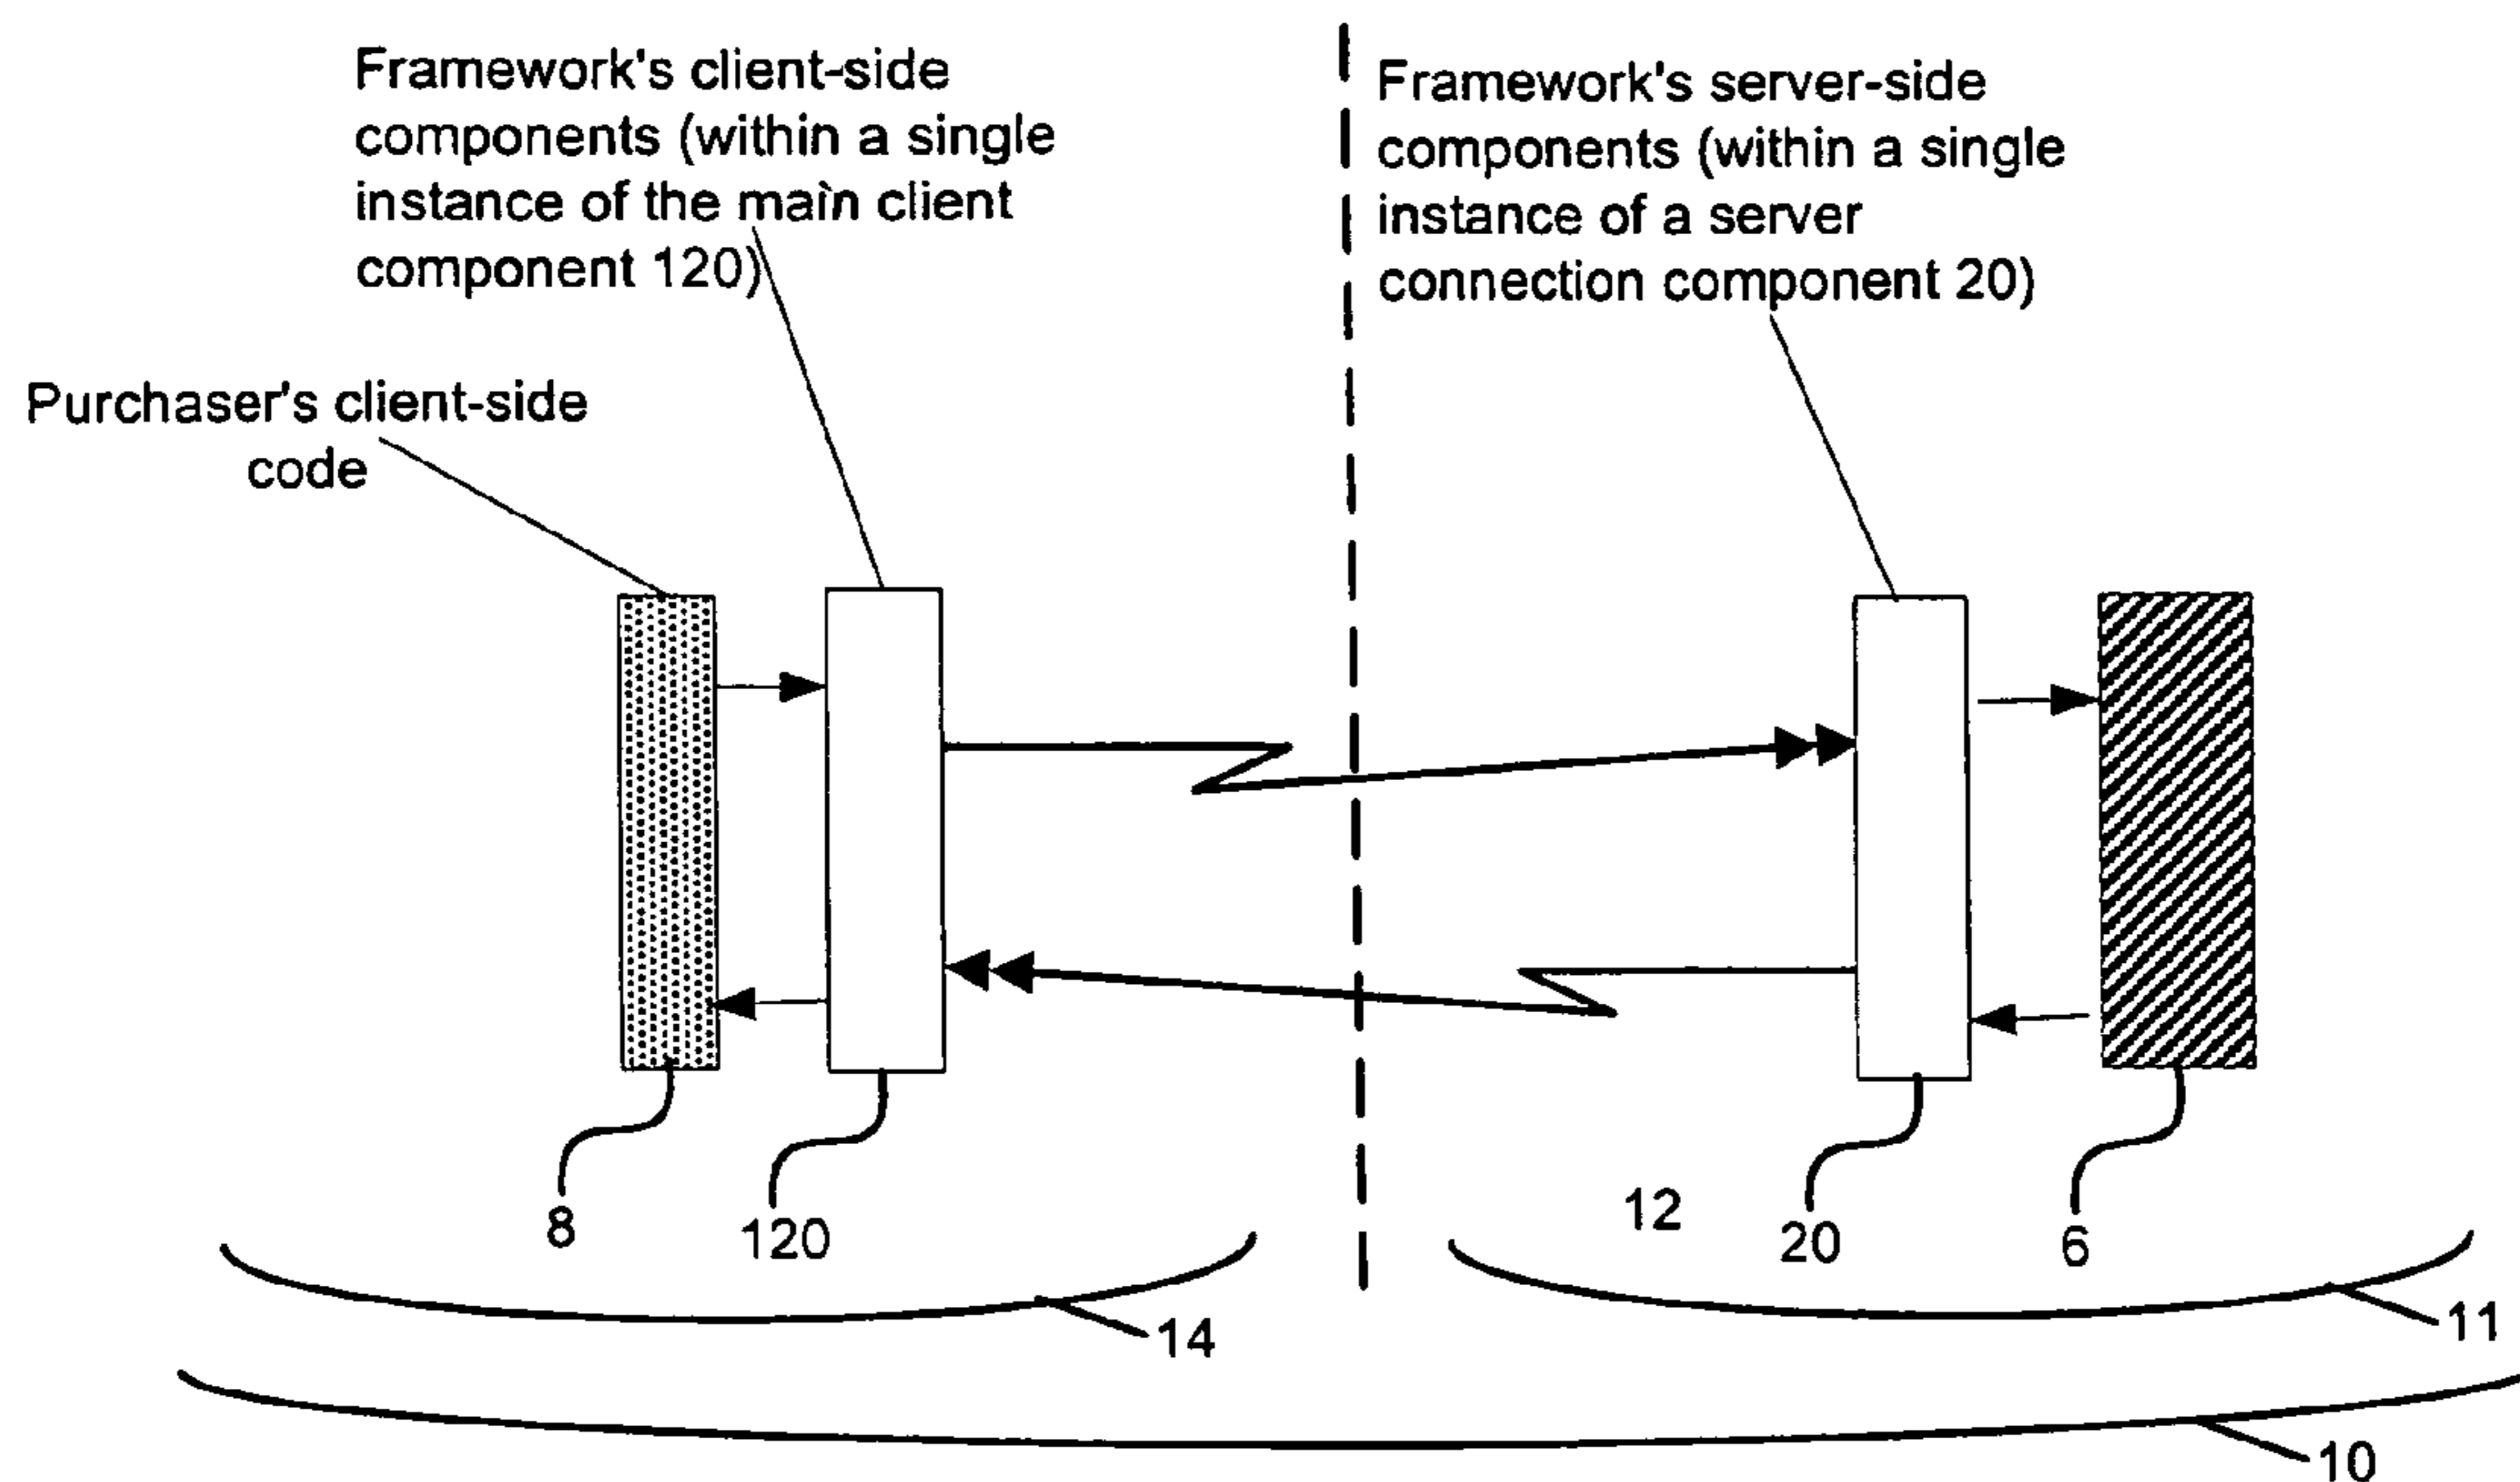 Framework's client-side
components (within a single
instance of the main client
component 120)
Framework's server-side
components (within a single
instance of a server
connection component 20)
Purchaser's client-side
code
8
120
12
20
6
14
11
10